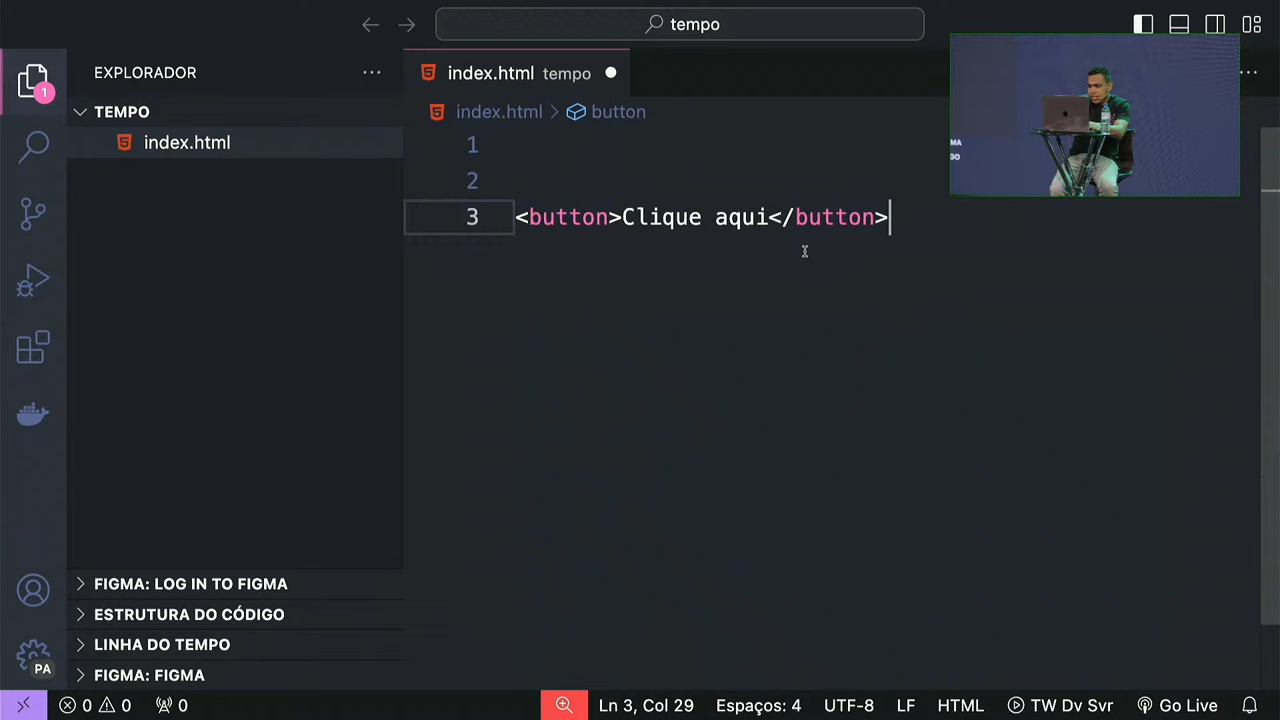 tempo
EXPLORADOR
index.html tempo
1
TEMPO
index.html > button
index.html
1
2
3 <button>Clique aqui</button>
MA
GO
FIGMA: LOG IN TO FIGMA
ESTRUTURA DO CÓDIGO
LINHA DO TEMPO
PA
FIGMA: FIGMA
0 0 0 Ln 3, Col 29 Espaços: 4 UTF-8 LF HTML TW Dv Svr Go Live